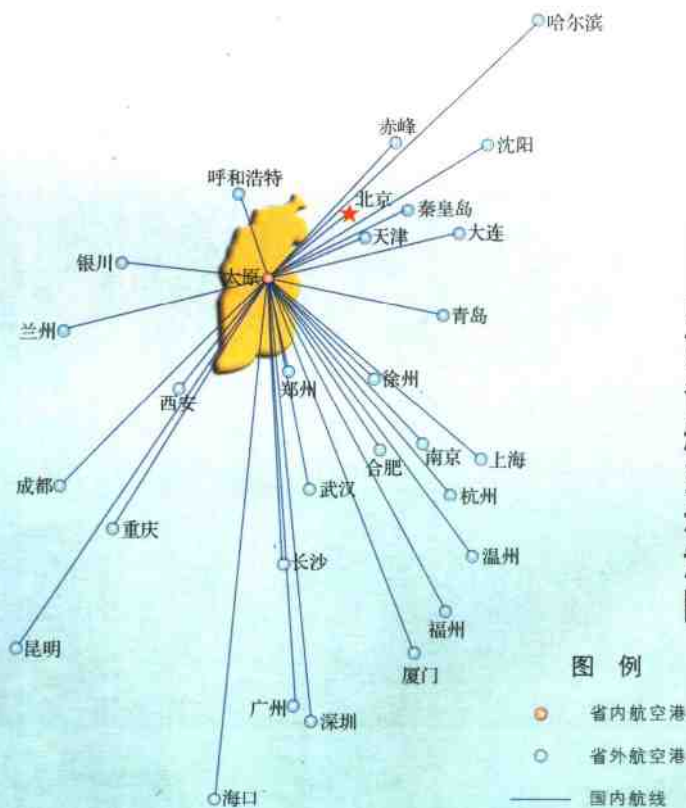 哈尔滨
赤峰
沈阳
呼和浩特
北京
秦皇岛
天津
大连
银川
太原
兰州
青岛
郑州
徐州
西安
南京
合肥
上海
成都
武汉
杭州
重庆
长沙
温州
福州
昆明
厦门
图 例
广州
省内航空港
深圳
省外航空港
海口
国内航线